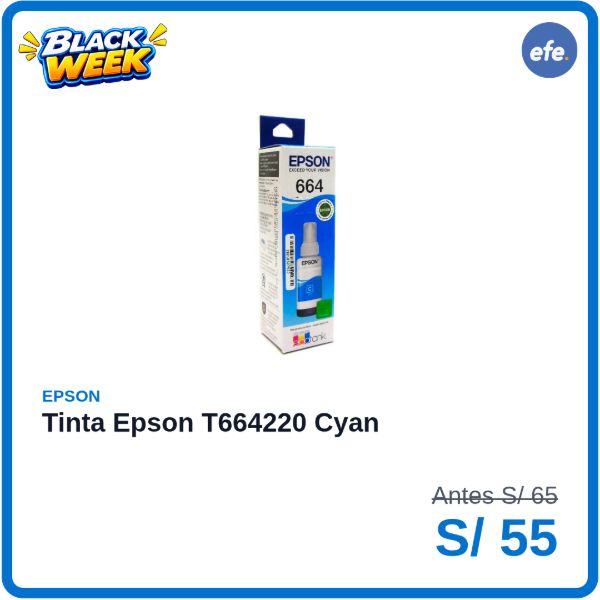 BLACK
WEEK
efe.
EPSON
EXCEED YOUR VISION
664
EPSON
C
EPSON
Tinta Epson T664220 Cyan
Antes S/ 65
S/ 55